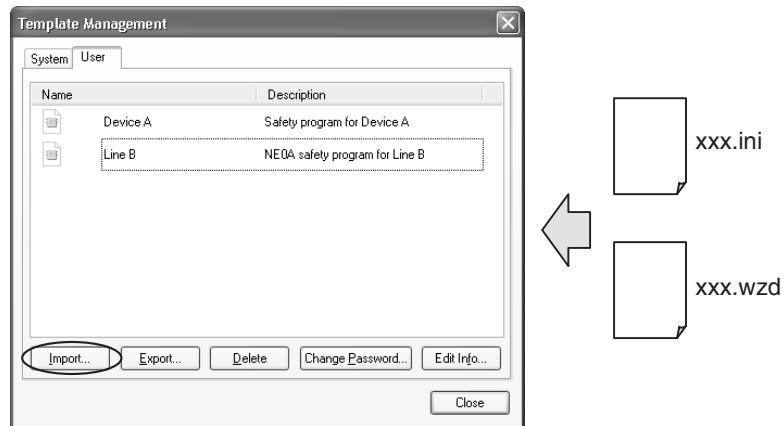 Template Management
System User
Name Description
Device A Safety program for Device A
Line B NE0A safety program for Line B
Import... Export... Delete Change Password... Edit Info...
Close
xxx.ini
xxx.wzd